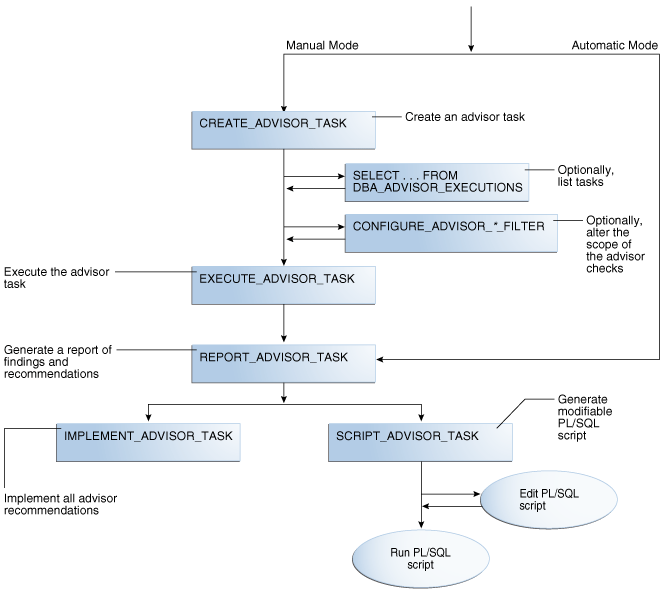 Manual Mode
Automatic Mode
CREATE_ADVISOR_TASK
Create an advisor task
SELECT . . . FROM
DBA_ADVISOR_EXECUTIONS
Optionally,
list tasks
CONFIGURE_ADVISOR_*_FILTER
Optionally,
alter the
scope of
the advisor
checks
Execute the advisor
task
EXECUTE_ADVISOR_TASK
Generate a report of
findings and
recommendations
REPORT_ADVISOR_TASK
IMPLEMENT_ADVISOR_TASK
SCRIPT_ADVISOR_TASK
Generate
modifiable
PL/SQL
script
Implement all advisor
recommendations
Edit PL/SQL
script
Run PL/SQL
script